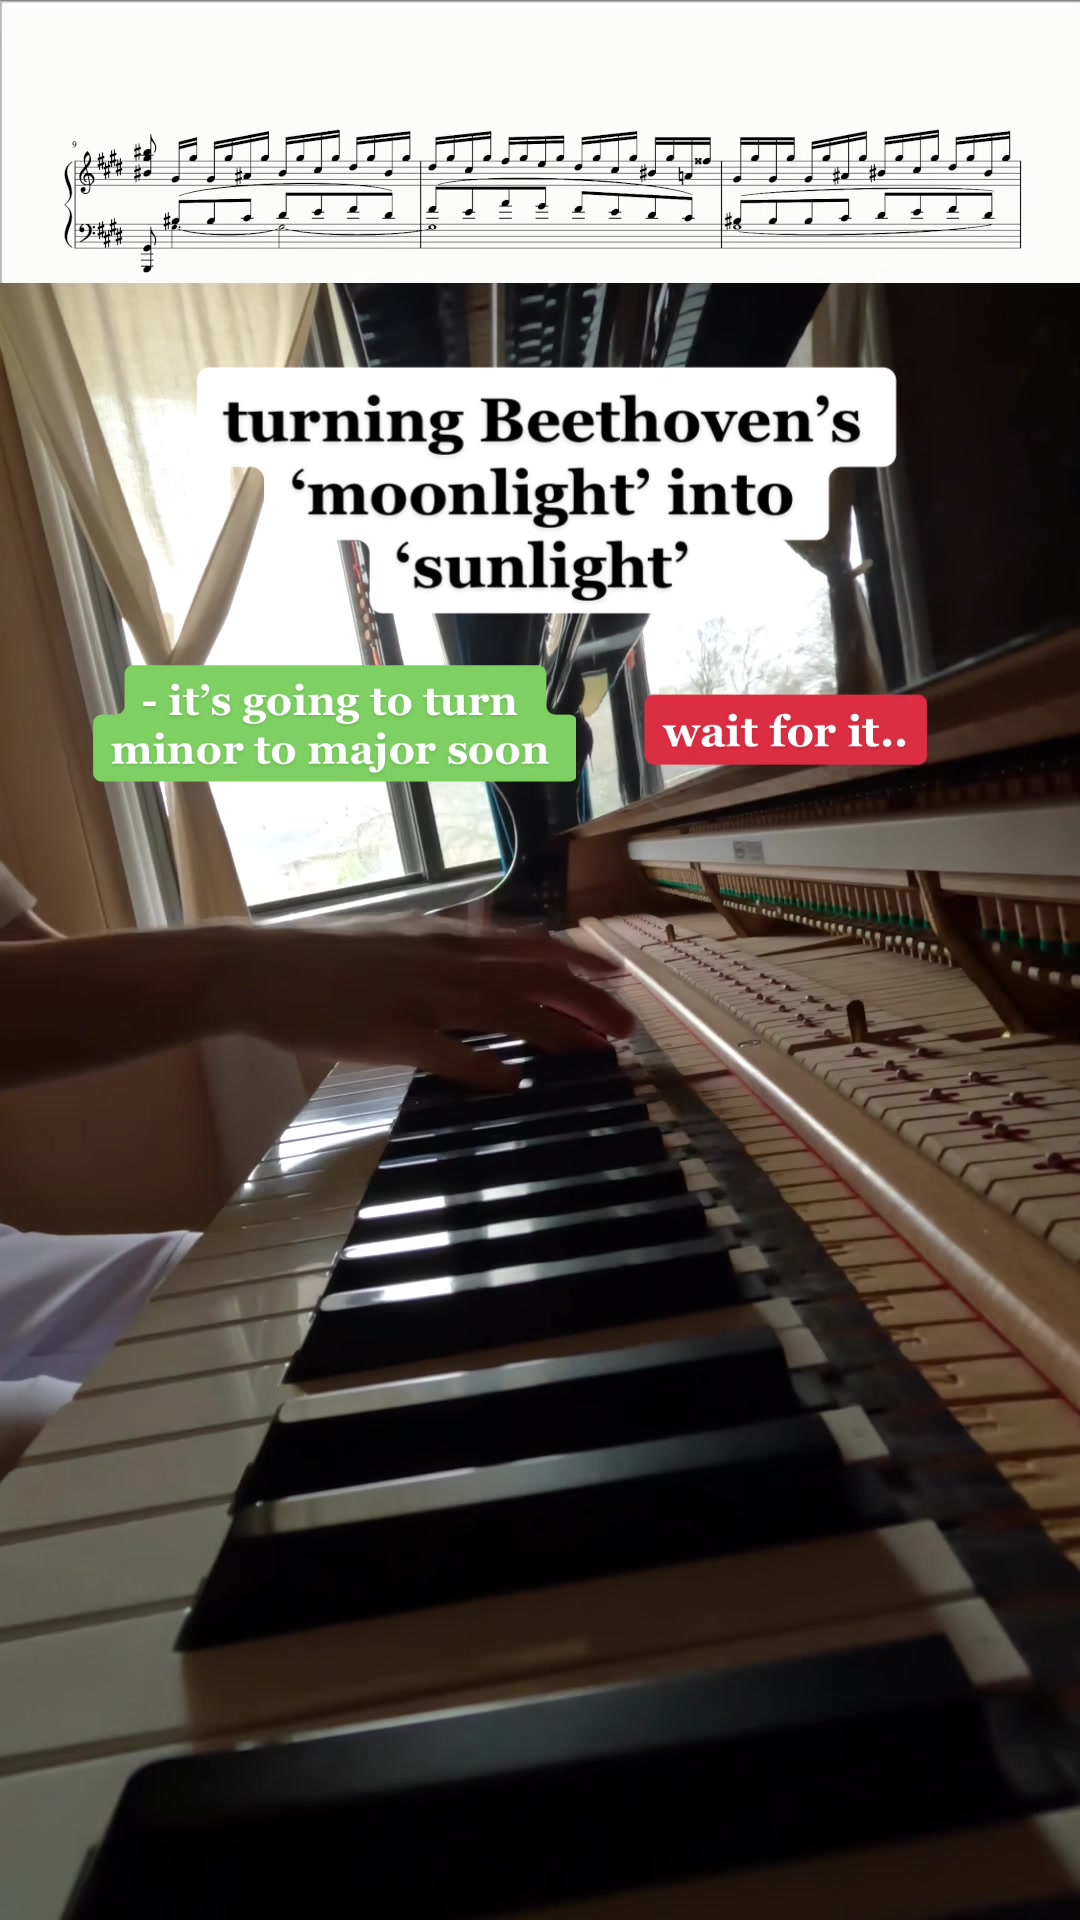 9
turning Beethoven’s
‘moonlight’ into
‘sunlight’
- it’s going to turn
minor to major soon
wait for it..